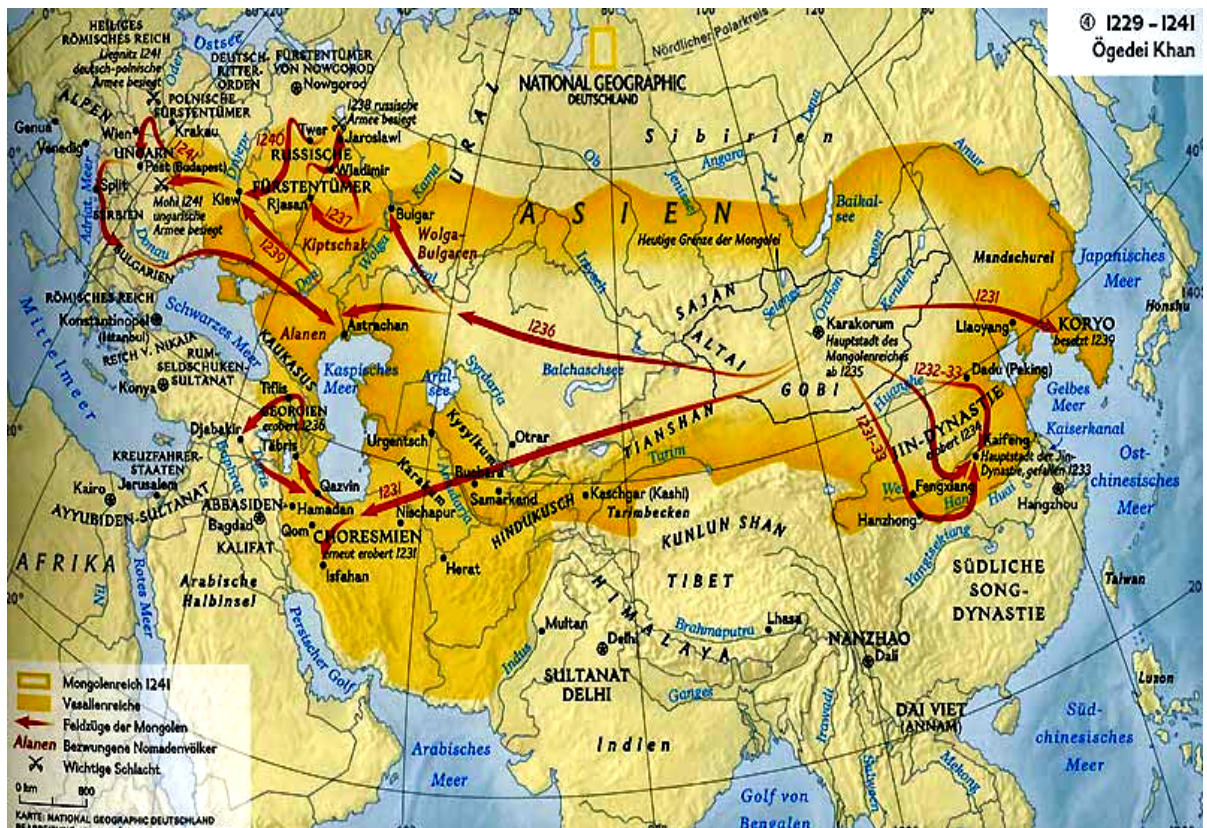 ④ 1229 – 1241
Ögedei Khan
NATIONAL GEOGRAPHIC
DEUTSCHLAND
Nördlicher Polarkreis
HEILIGES
RÖMISCHES REICH
Liegnitz 1241
deutsch-polnische
Armee besiegt
Ostsee
Oder
DEUTSCH-
RITTER-
ORDEN
FÜRSTENTÜMER
VON NOWGOROD
Nowgorod
POLNISCHE
FÜRSTENTÜMER
1238 russische
Armee besiegt
ALPEN
Genua
Venedig
Wien
Krakau
UNGARN
1241
Pest (Budapest)
Dnjepr
1240
Twer
Jaroslawl
RUSSISCHE
Wladimir
FÜRSTENTÜMER
Kiew
Rjasan
1237
Kama
URAL
Sibirien
Ob
Jenissej
Angara
Lena
Amur
Adriat. Meer
Split
SERBIEN
Mohi 1241
ungarische
Armee besiegt
Donau
BULGARIEN
1239
Don
Kiptschak
Wolga
Bulgar
Wolga-
Bulgaren
Ural
ASIEN
Heutige Grenze der Mongolei
Irtysch
Baikal-
see
Onon
Kerulen
Orchon
Selenga
SAJAN
ALTAI
Mandschurei
Japanisches
Meer
Honshu
Mittelmeer
RÖMISCHES REICH
Konstantinopel
(Istanbul)
REICH V. NIKAIA
Schwarzes Meer
RUM-
SELDSCHUKEN-
SULTANAT
Konya
KAUKASUS
Alanen
Astrachan
Kaspisches
Meer
Aral-
see
Syrdarja
Balchaschsee
1236
Karakorum
Hauptstadt des
Mongolenreiches
ab 1235
GOBI
1231
Liaoyang
KORYO
besetzt 1239
1232-33
Dadu (Peking)
Huanghe
Gelbes
Meer
Kaiserkanal
Ost-
chinesisches
Meer
Tiflis
GEORGIEN
erobert 1236
Djabakir
Täbris
Euphrat
Tigris
KREUZFAHRER-
STAATEN
Jerusalem
Kairo
AYYUBIDEN-SULTANAT
ABBASIDEN-
Bagdad
KALIFAT
Qazvin
Hamadan
Qom
CHORESMIEN
erneut erobert 1231
Isfahan
Urgentsch
Kysylkum
Karakum
Amudarja
Otrar
Buchara
Samarkand
1231
Nischapur
Herat
HINDUKUSCH
TIANSHAN
Tarim
Kaschgar (Kashi)
Tarimbecken
KUNLUN SHAN
1231-33
JIN-DYNASTIE
erobert 1234
Kaifeng
Hauptstadt der Jin-
Dynastie, gefallen 1233
Wei
Fengxiang
Han
Huai
Hanzhong
Hangzhou
Yangtsekiang
SÜDLICHE
SONG-
DYNASTIE
Taiwan
AFRIKA
Nil
Rotes Meer
Arabische
Halbinsel
Persischer Golf
Arabisches
Meer
Indus
Multan
Delhi
SULTANAT
DELHI
HIMALAYA
TIBET
Brahmaputra
Lhasa
Ganges
Indien
NANZHAO
Dali
Irawadi
Saluen
Mekong
DAI VIET
(ANNAM)
Luzon
Süd-
chinesisches
Meer
Golf von
Bengalen
Mongolenreich 1241
Vasallenreiche
Feldzüge der Mongolen
Alanen Bezwungene Nomadenvölker
Wichtige Schlacht
0 km 800
KARTE: NATIONAL GEOGRAPHIC DEUTSCHLAND